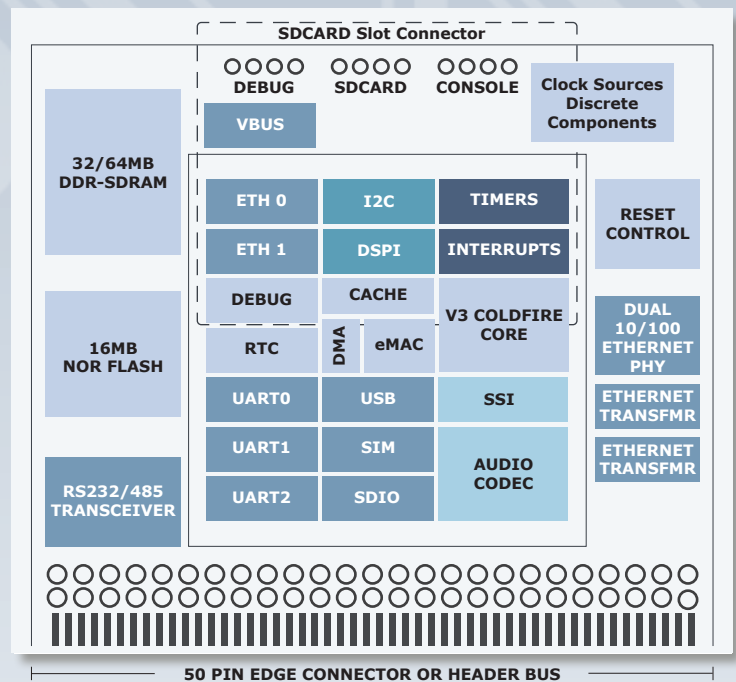 SDCARD Slot Connector
DEBUG
SDCARD
CONSOLE
Clock Sources
Discrete
Components
VBUS
32/64MB
DDR-SDRAM
ETH 0
I2C
TIMERS
RESET
CONTROL
ETH 1
DSPI
INTERRUPTS
DEBUG
CACHE
V3 COLDFIRE
CORE
DUAL
10/100
ETHERNET
PHY
16MB
NOR FLASH
RTC
DMA
eMAC
UART0
USB
SSI
ETHERNET
TRANSFMR
UART1
SIM
AUDIO
CODEC
ETHERNET
TRANSFMR
RS232/485
TRANSCEIVER
UART2
SDIO
50 PIN EDGE CONNECTOR OR HEADER BUS